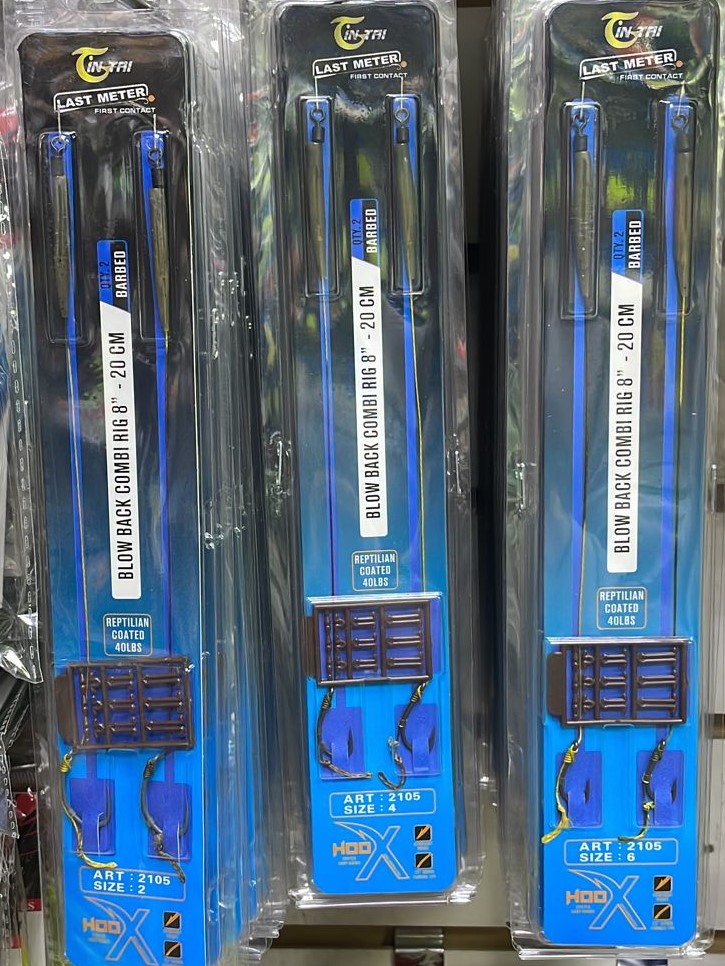 TIN-TAI
LAST METER.
FIRST CONTACT
QTY. 2
BARBED
BLOW BACK COMBI RIG 8" - 20 CM
REPTILIAN
COATED
40LBS
ART : 2105
SIZE : 2
HOOX
TIN-TAI
LAST METER.
FIRST CONTACT
QTY. 2
BARBED
BLOW BACK COMBI RIG 8" - 20 CM
REPTILIAN
COATED
40LBS
ART : 2105
SIZE : 4
HOOX
TIN-TAI
LAST METER.
FIRST CONTACT
QTY. 2
BARBED
BLOW BACK COMBI RIG 8" - 20 CM
REPTILIAN
COATED
40LBS
ART : 2105
SIZE : 6
HOOX